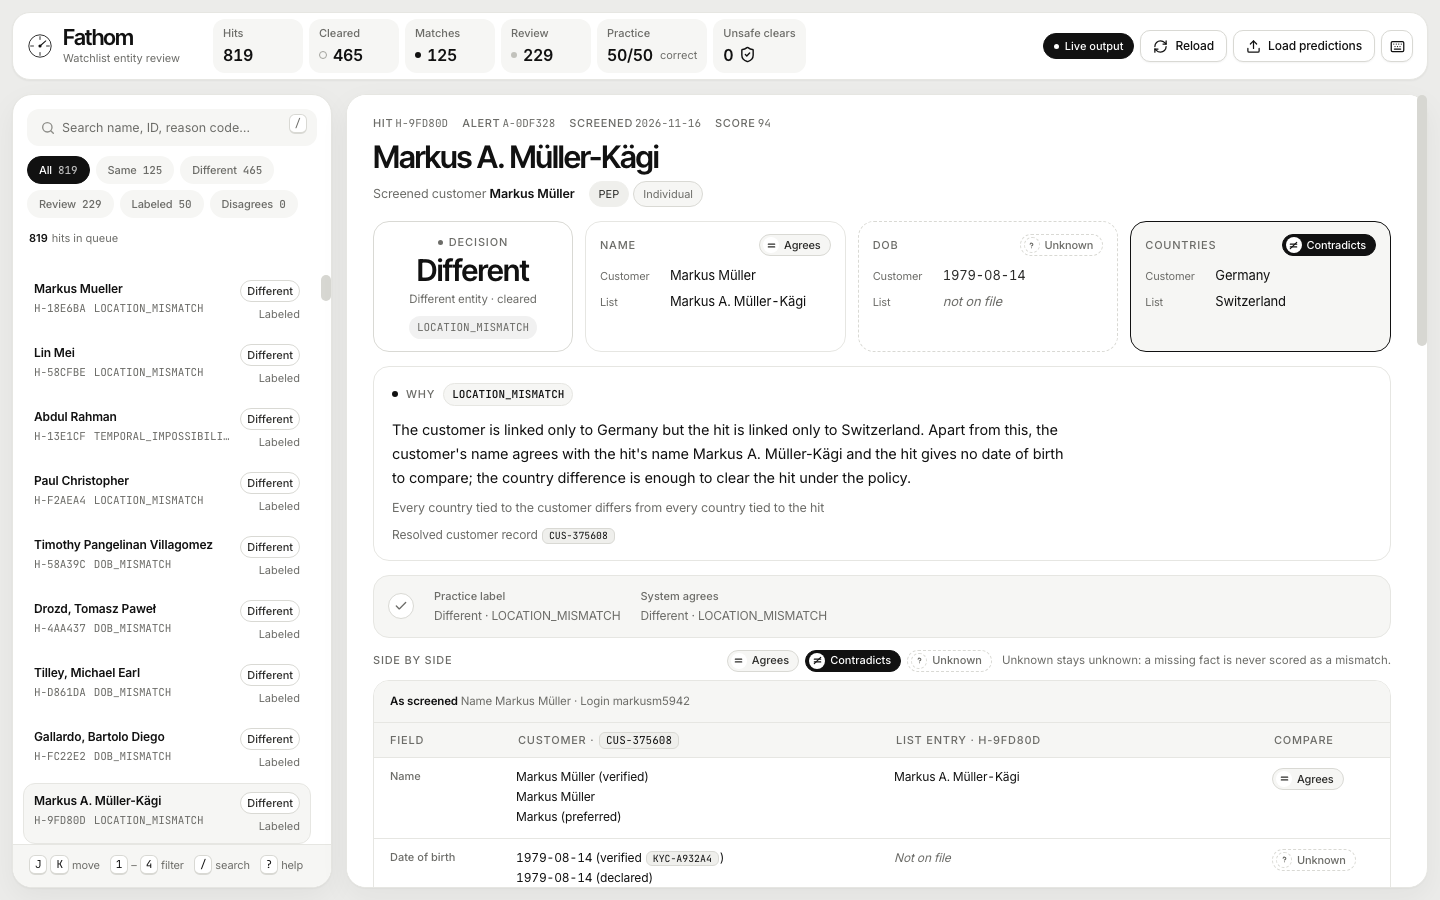 Fathom
Watchlist entity review
Hits
819
Cleared
465
Matches
125
Review
229
Practice
50/50 correct
Unsafe clears
0
Live output
Reload
Load predictions
Search name, ID, reason code... /
All 819 Same 125 Different 465
Review 229 Labeled 50 Disagrees 0
819 hits in queue
Markus Mueller Different
H-18E6BA LOCATION_MISMATCH Labeled
Lin Mei Different
H-58CFBE LOCATION_MISMATCH Labeled
Abdul Rahman Different
H-13E1CF TEMPORAL_IMPOSSIBILI… Labeled
Paul Christopher Different
H-F2AEA4 LOCATION_MISMATCH Labeled
Timothy Pangelinan Villagomez Different
H-58A39C DOB_MISMATCH Labeled
Drozd, Tomasz Paweł Different
H-4AA437 DOB_MISMATCH Labeled
Tilley, Michael Earl Different
H-D861DA DOB_MISMATCH Labeled
Gallardo, Bartolo Diego Different
H-FC22E2 DOB_MISMATCH Labeled
Markus A. Müller-Kägi Different
H-9FD80D LOCATION_MISMATCH Labeled
J K move 1 – 4 filter / search ? help
HIT H-9FD80D ALERT A-0DF328 SCREENED 2026-11-16 SCORE 94
Markus A. Müller-Kägi
Screened customer Markus Müller PEP Individual
DECISION
Different
Different entity · cleared
LOCATION_MISMATCH
NAME = Agrees
Customer Markus Müller
List Markus A. Müller-Kägi
DOB ? Unknown
Customer 1979-08-14
List not on file
COUNTRIES ≠ Contradicts
Customer Germany
List Switzerland
WHY LOCATION_MISMATCH
The customer is linked only to Germany but the hit is linked only to Switzerland. Apart from this, the
customer's name agrees with the hit's name Markus A. Müller-Kägi and the hit gives no date of birth
to compare; the country difference is enough to clear the hit under the policy.
Every country tied to the customer differs from every country tied to the hit
Resolved customer record CUS-375608
Practice label System agrees
Different · LOCATION_MISMATCH Different · LOCATION_MISMATCH
SIDE BY SIDE = Agrees ≠ Contradicts ? Unknown Unknown stays unknown: a missing fact is never scored as a mismatch.
As screened Name Markus Müller · Login markusm5942
FIELD CUSTOMER · CUS-375608 LIST ENTRY · H-9FD80D COMPARE
Name Markus Müller (verified) Markus A. Müller-Kägi = Agrees
Markus Müller
Markus (preferred)
Date of birth 1979-08-14 (verified KYC-A932A4 ) Not on file ? Unknown
1979-08-14 (declared)